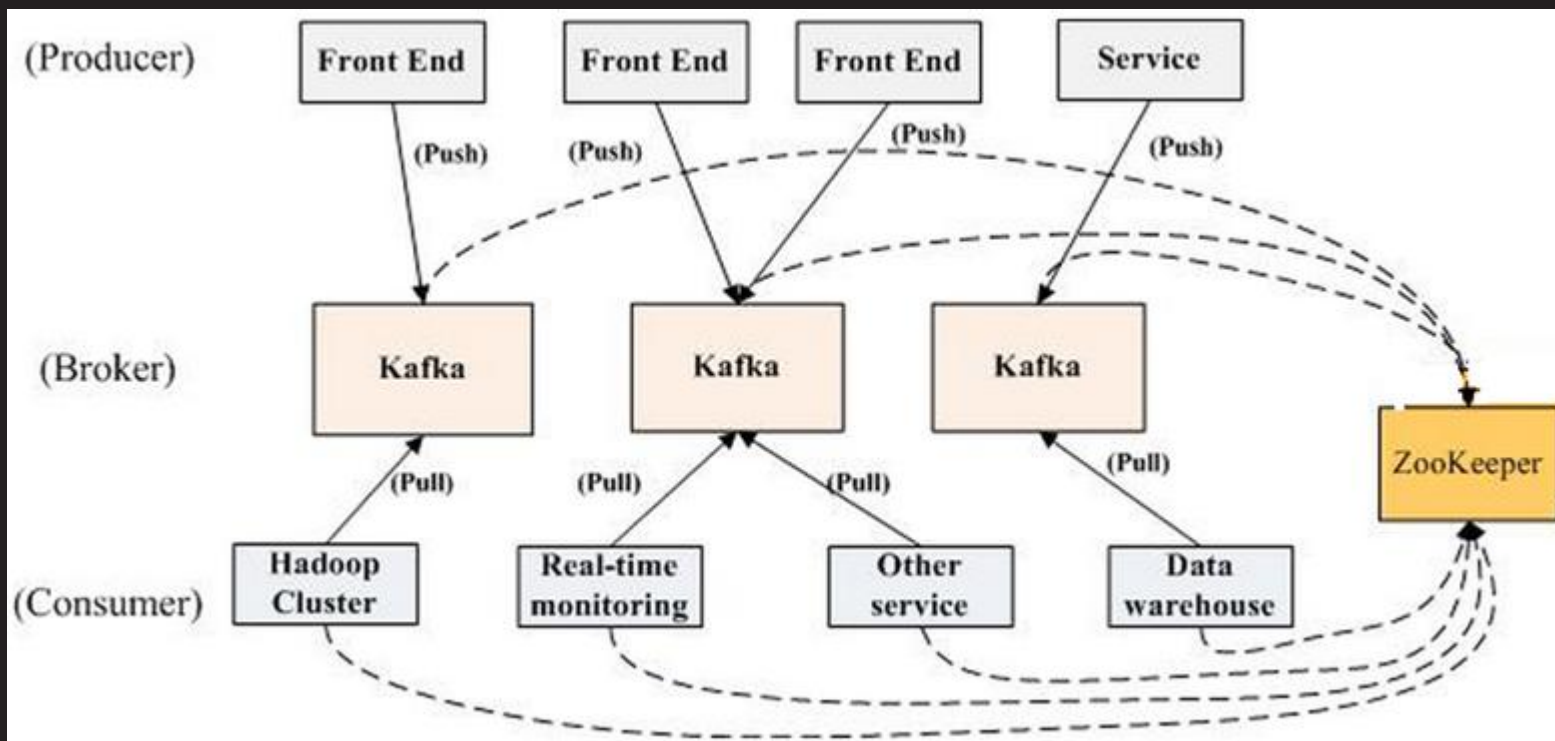 (Producer)
Front End
Front End
Front End
Service
(Push)
(Push)
(Push)
(Push)
(Broker)
Kafka
Kafka
Kafka
ZooKeeper
(Pull)
(Pull)
(Pull)
(Pull)
(Consumer)
Hadoop
Cluster
Real-time
monitoring
Other
service
Data
warehouse